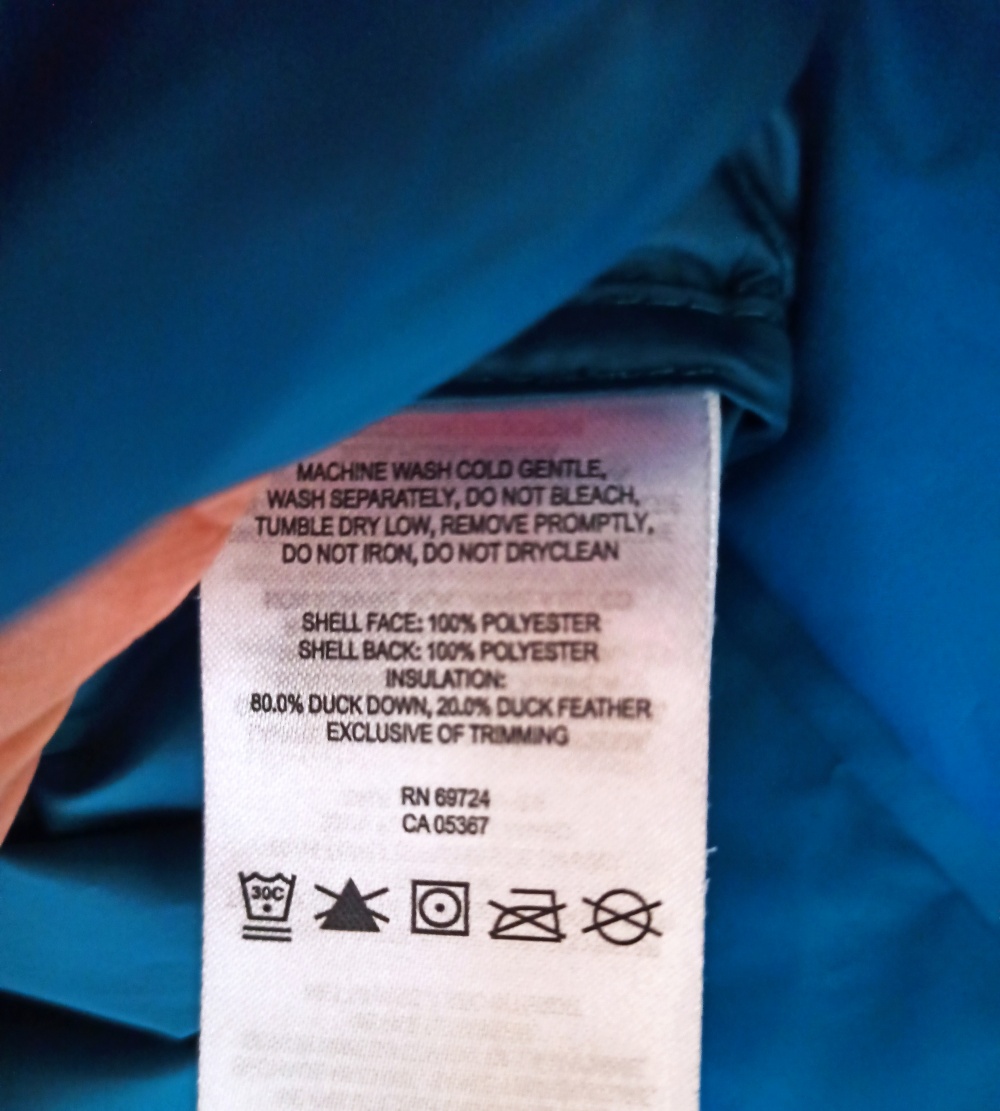 MACHINE WASH COLD GENTLE,
WASH SEPARATELY, DO NOT BLEACH,
TUMBLE DRY LOW, REMOVE PROMPTLY,
DO NOT IRON, DO NOT DRYCLEAN
SHELL FACE: 100% POLYESTER
SHELL BACK: 100% POLYESTER
INSULATION:
80.0% DUCK DOWN, 20.0% DUCK FEATHER
EXCLUSIVE OF TRIMMING
RN 69724
CA 05367
30C